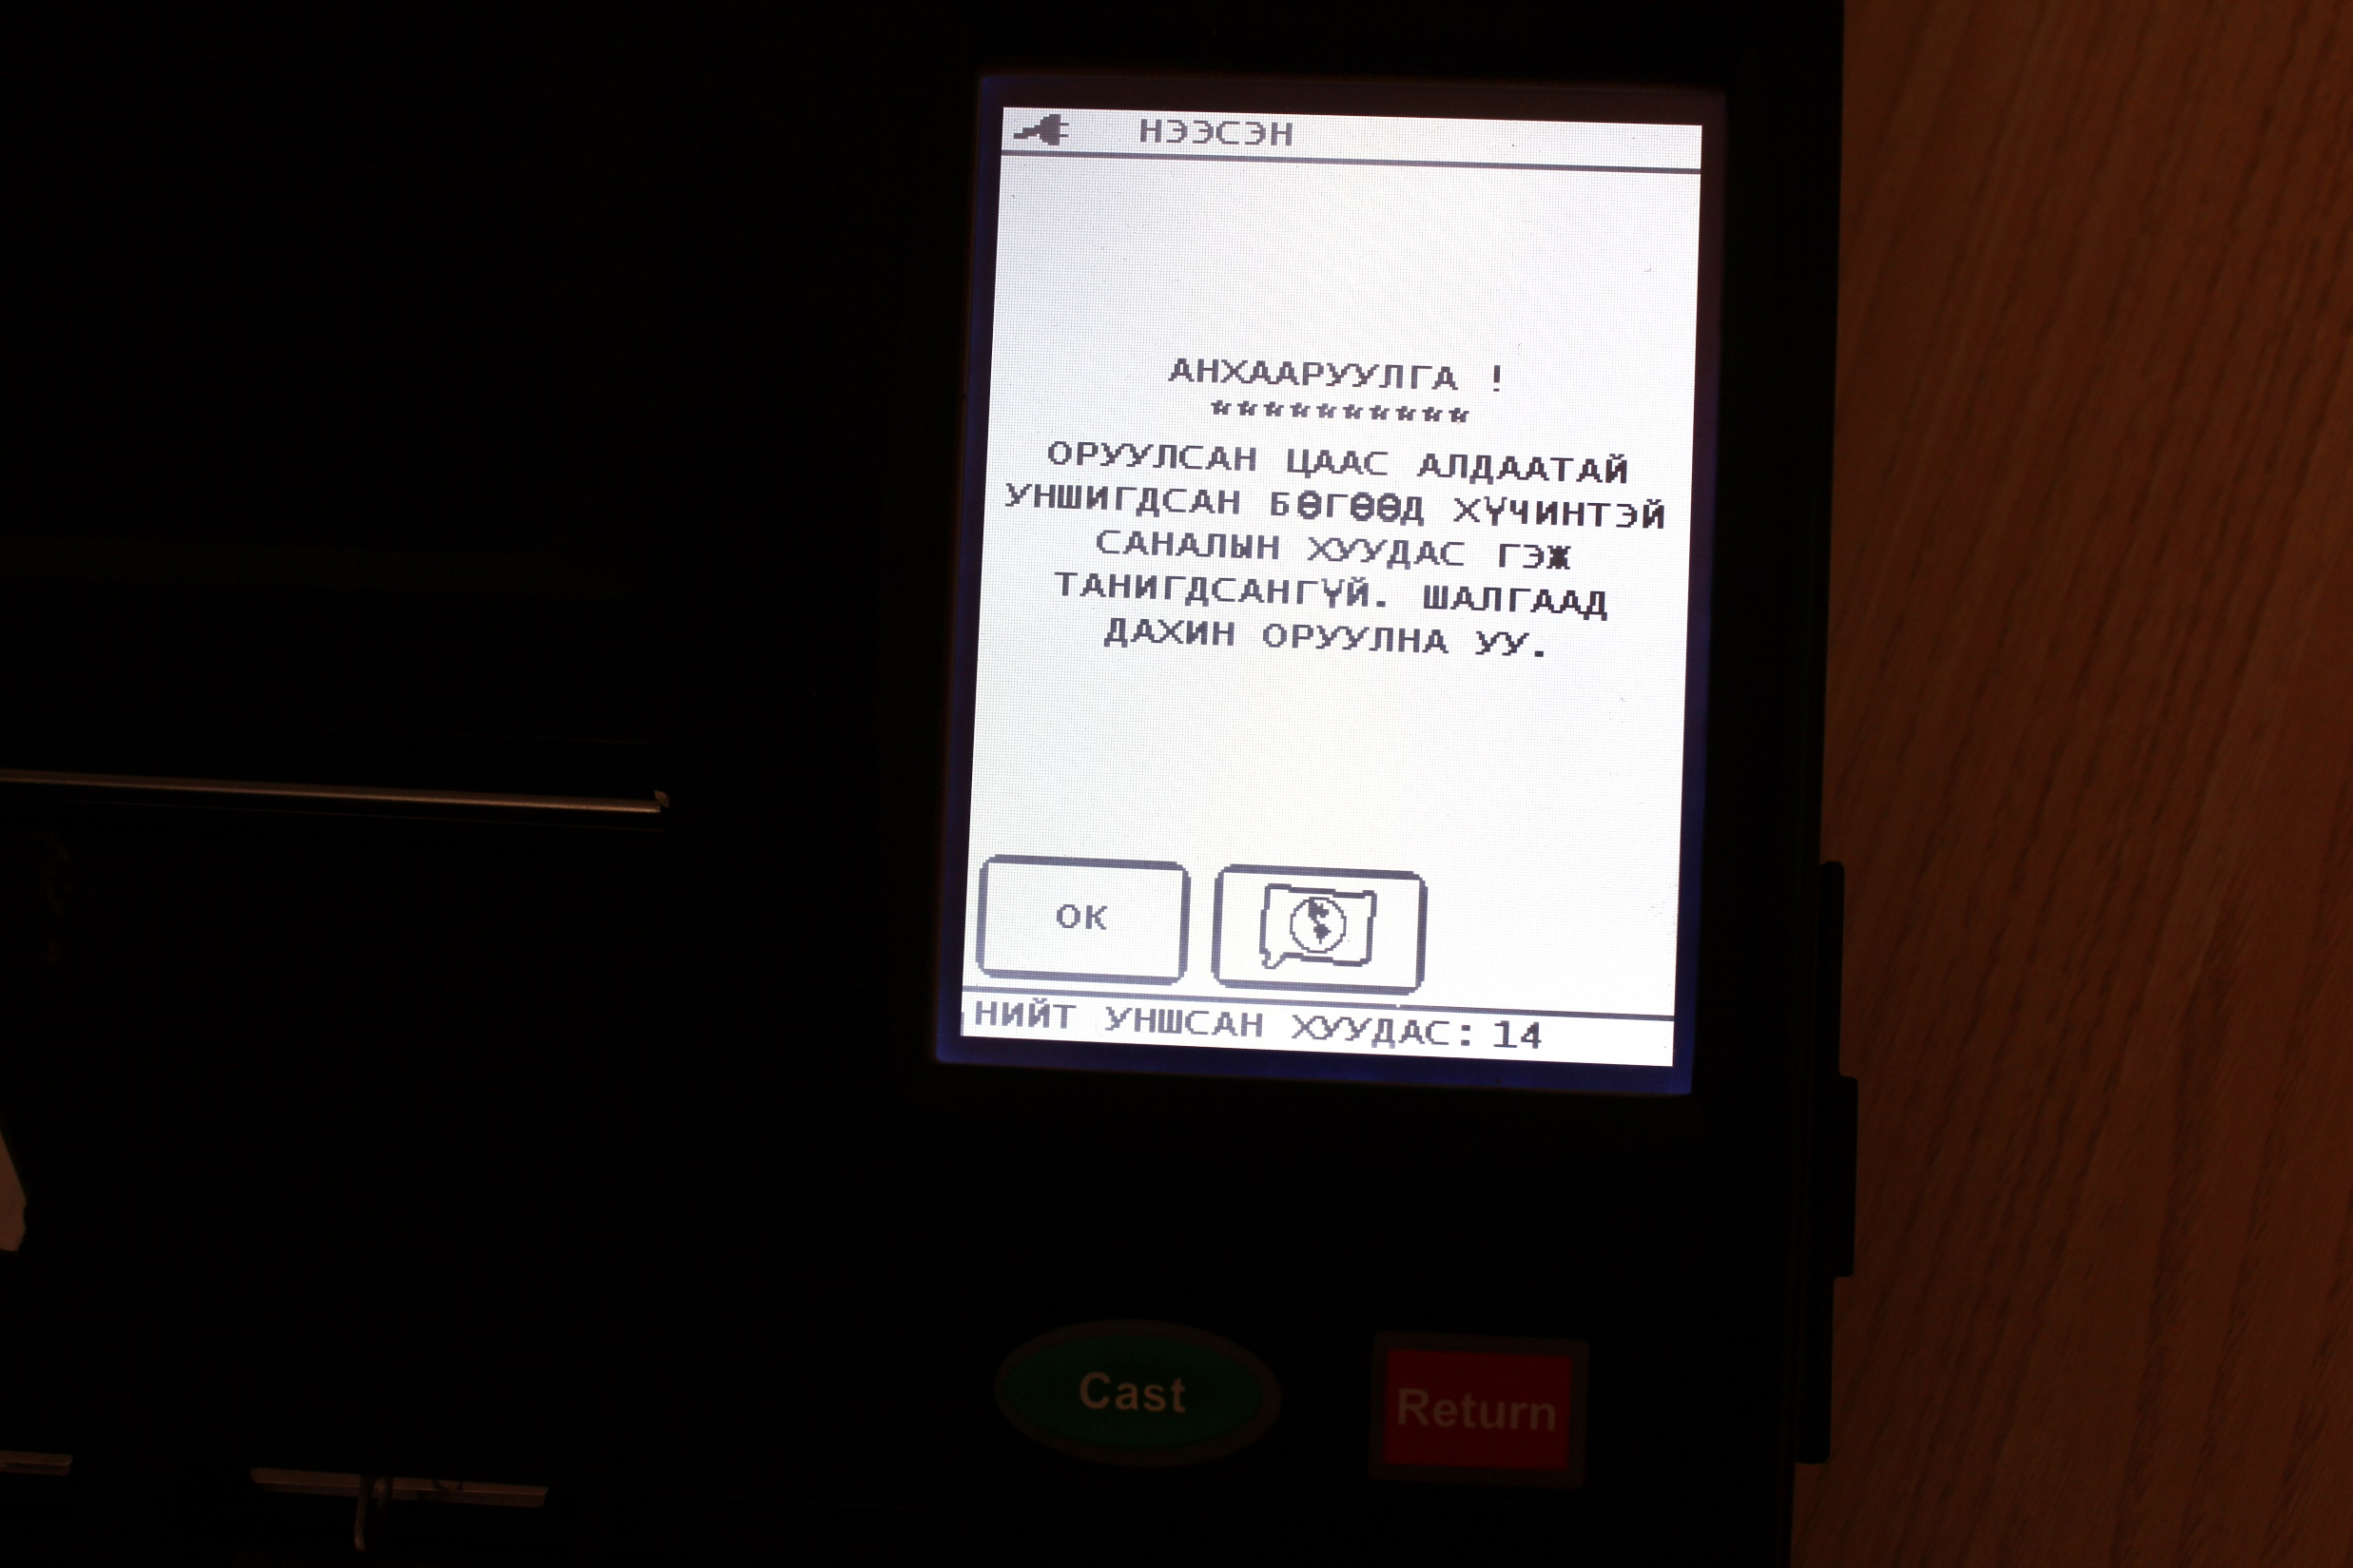 НЭЭСЭН
АНХААРУУЛГА !
**********
ОРУУЛСАН ЦААС АЛДААТАЙ
УНШИГДСАН БӨГӨӨД ХҮЧИНТЭЙ
САНАЛЫН ХУУДАС ГЭЖ
ТАНИГДСАНГҮЙ. ШАЛГААД
ДАХИН ОРУУЛНА УУ.
ОК
НИЙТ УНШСАН ХУУДАС: 14
Cast
Return